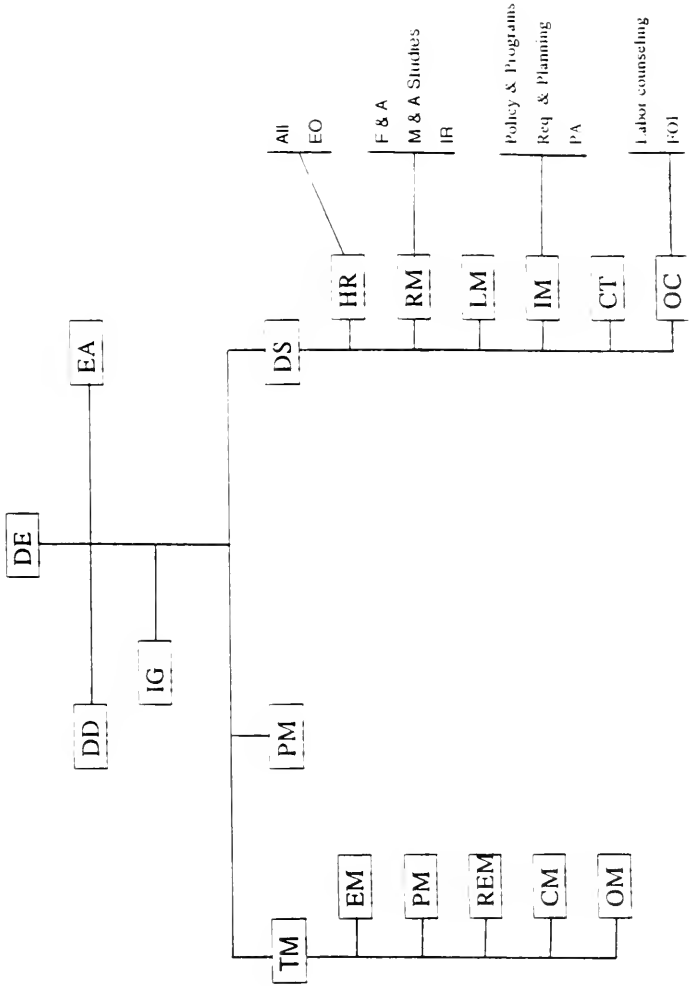 DE
DD
EA
IG
TM
PM
DS
EM
PM
REM
CM
OM
HR
All
EO
RM
F & A
M & A Studies
IR
LM
IM
Policy & Programs
Req & Planning
PA
CT
OC
Labor counseling
FOI